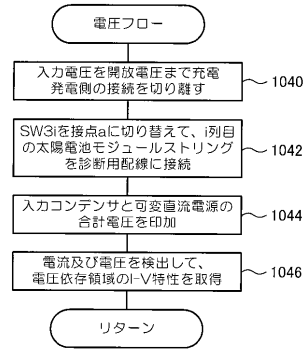 電圧フロー
入力電圧を開放電圧まで充電
発電側の接続を切り離す
1040
SW3iを接点aに切り替えて、i列目
の太陽電池モジュールストリング
を診断用配線に接続
1042
入力コンデンサと可変直流電源の
合計電圧を印加
1044
電流及び電圧を検出して、
電圧依存領域のI-V特性を取得
1046
リターン